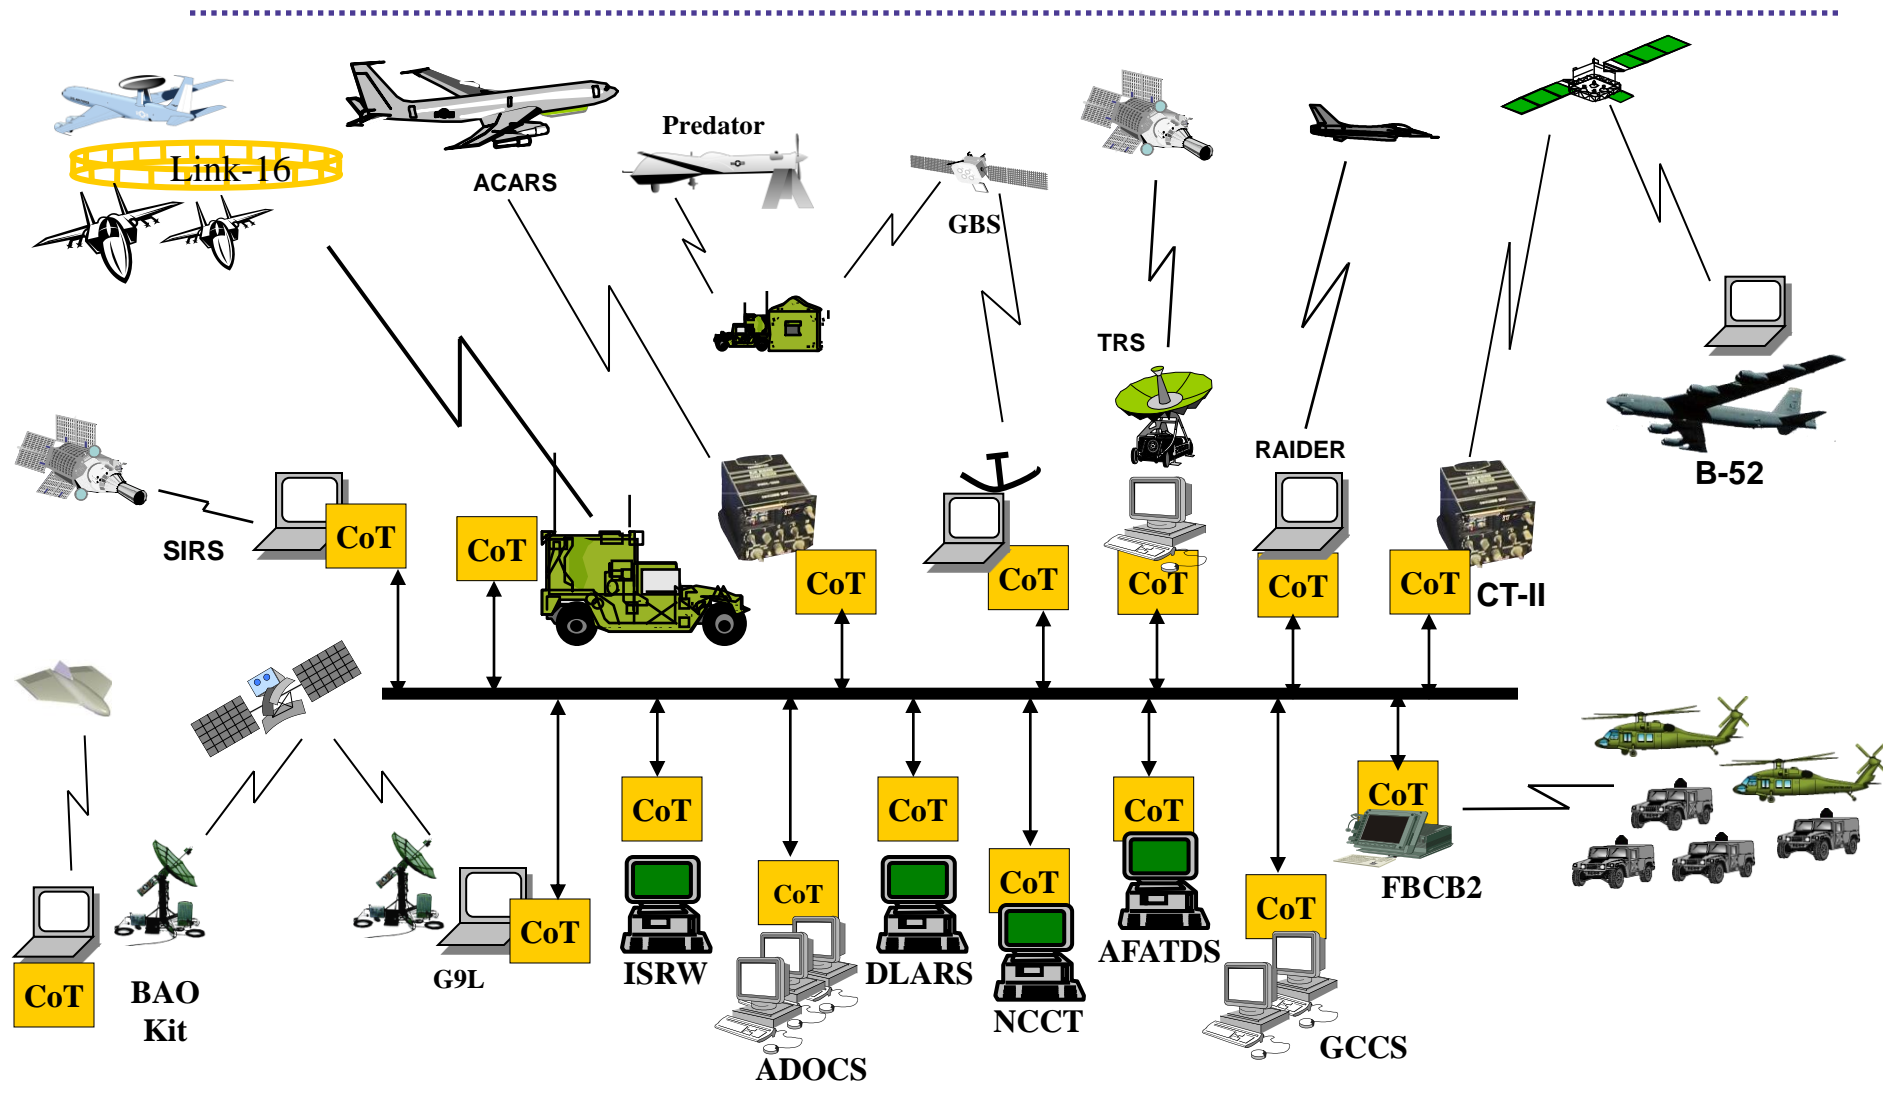 Predator
Link-16
ACARS
GBS
TRS
RAIDER
B-52
SIRS
CoT
CoT
CoT
CoT
CoT
CoT
CoT
CT-II
CoT
CoT
CoT
CoT
CoT
FBCB2
CoT
CoT
CoT
CoT
ISRW
DLARS
AFATDS
G9L
CoT
BAO
Kit
NCCT
GCCS
ADOCS